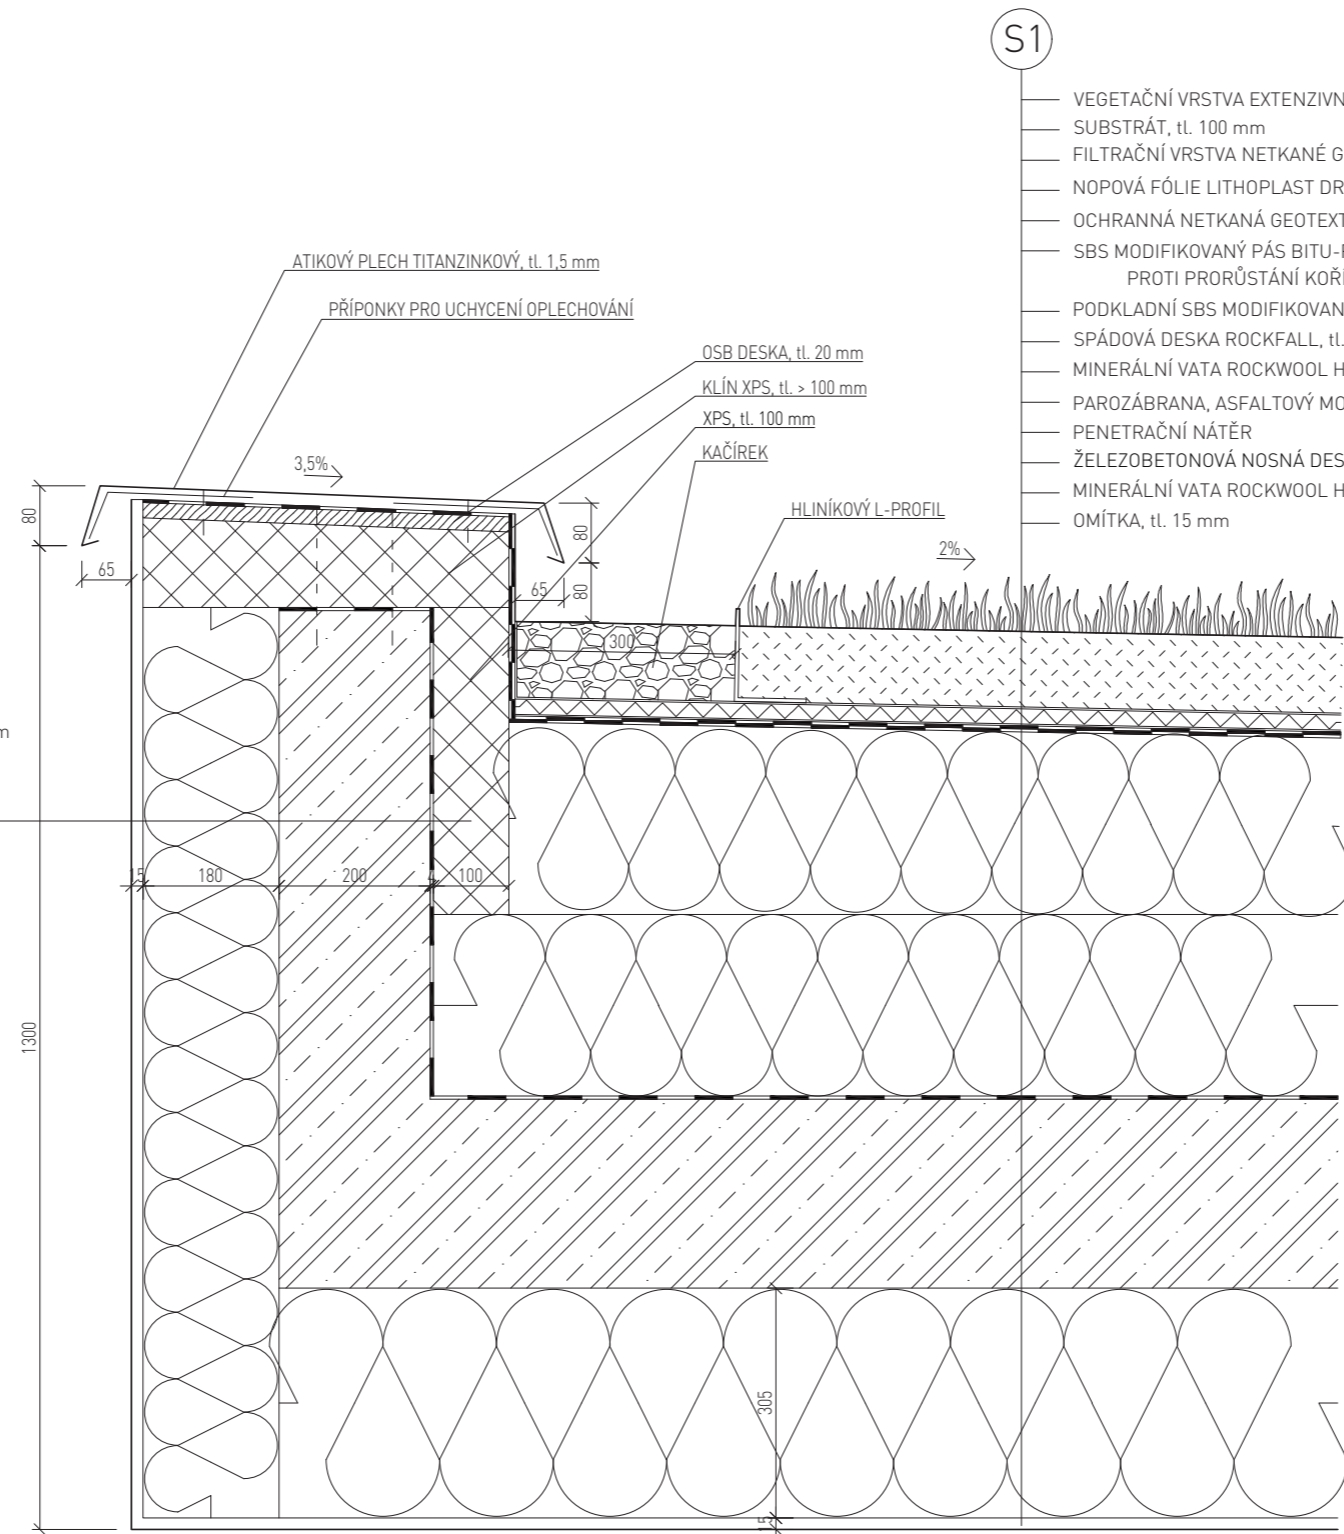 S1
VEGETAČNÍ VRSTVA EXTENZIVN
SUBSTRÁT, tl. 100 mm
FILTRAČNÍ VRSTVA NETKANÉ G
NOPOVÁ FÓLIE LITHOPLAST DR
OCHRANNÁ NETKANÁ GEOTEXT
SBS MODIFIKOVANÝ PÁS BITU-F
PROTI PRORŮSTÁNÍ KOŘ
PODKLADNÍ SBS MODIFIKOVAN
SPÁDOVÁ DESKA ROCKFALL, tl.
MINERÁLNÍ VATA ROCKWOOL H
PAROZÁBRANA, ASFALTOVÝ MO
PENETRAČNÍ NÁTĚR
ŽELEZOBETONOVÁ NOSNÁ DES
MINERÁLNÍ VATA ROCKWOOL H
OMÍTKA, tl. 15 mm
ATIKOVÝ PLECH TITANZINKOVÝ, tl. 1,5 mm
PŘÍPONKY PRO UCHYCENÍ OPLECHOVÁNÍ
OSB DESKA, tl. 20 mm
KLÍN XPS, tl. > 100 mm
XPS, tl. 100 mm
KAČÍREK
HLINÍKOVÝ L-PROFIL
3,5%
2%
80
65
80
65
80
300
m
15
180
200
4
100
1300
305
15